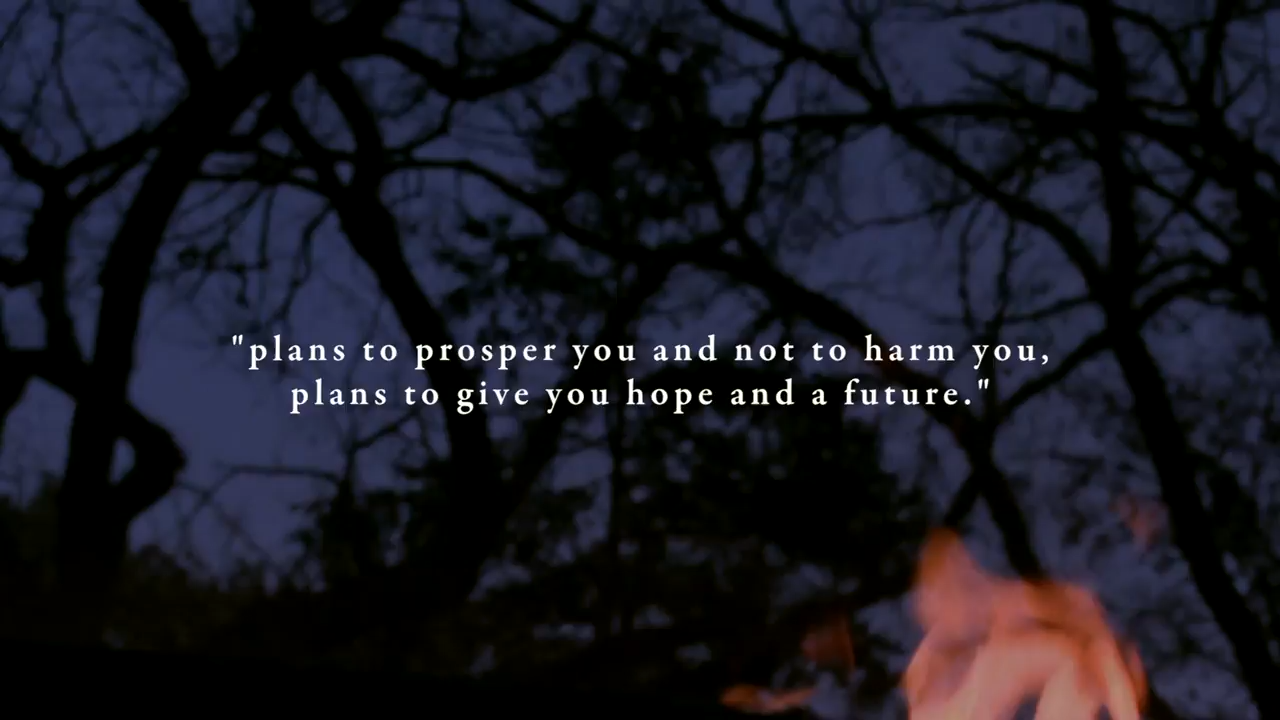 "plans to prosper you and not to harm you,
plans to give you hope and a future."